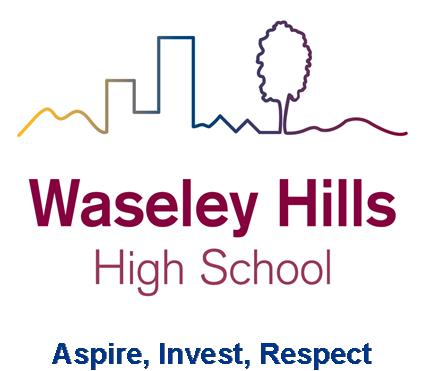 Waseley Hills
High School
Aspire, Invest, Respect